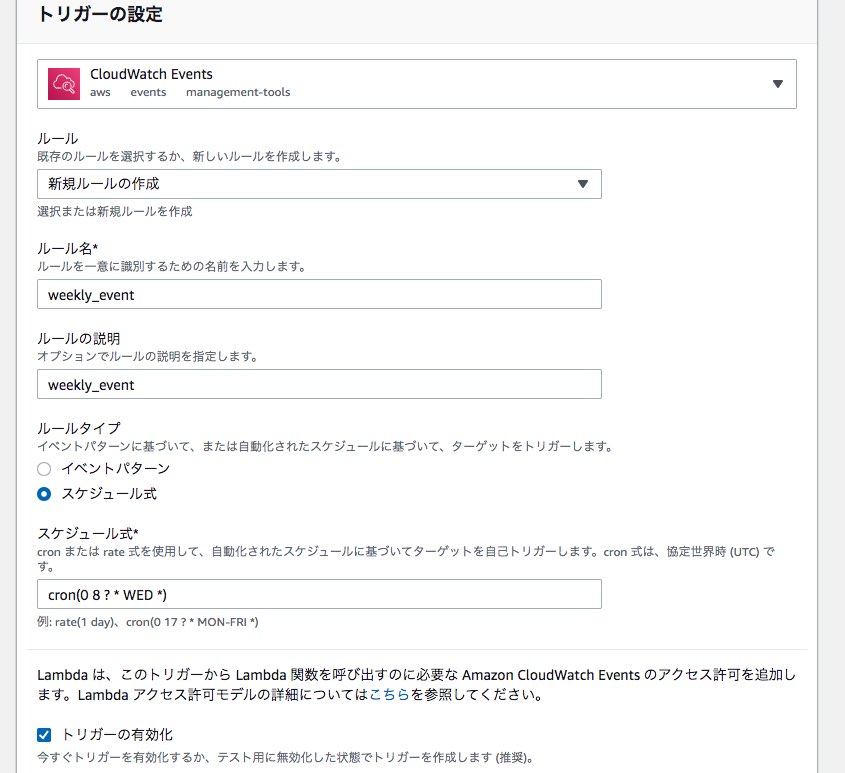 トリガーの設定
CloudWatch Events
aws events management-tools
ルール
既存のルールを選択するか、新しいルールを作成します。
新規ルールの作成
選択または新規ルールを作成
ルール名*
ルールを一意に識別するための名前を入力します。
weekly_event
ルールの説明
オプションでルールの説明を指定します。
weekly_event
ルールタイプ
イベントパターンに基づいて、または自動化されたスケジュールに基づいて、ターゲットをトリガーします。
イベントパターン
スケジュール式
スケジュール式*
cron または rate 式を使用して、自動化されたスケジュールに基づいてターゲットを自己トリガーします。cron 式は、協定世界時 (UTC) で
す。
cron(0 8 ? * WED *)
例: rate(1 day)、cron(0 17 ? * MON-FRI *)
Lambda は、このトリガーから Lambda 関数を呼び出すのに必要な Amazon CloudWatch Events のアクセス許可を追加し
ます。Lambda アクセス許可モデルの詳細についてはこちらを参照してください。
トリガーの有効化
今すぐトリガーを有効化するか、テスト用に無効化した状態でトリガーを作成します (推奨)。